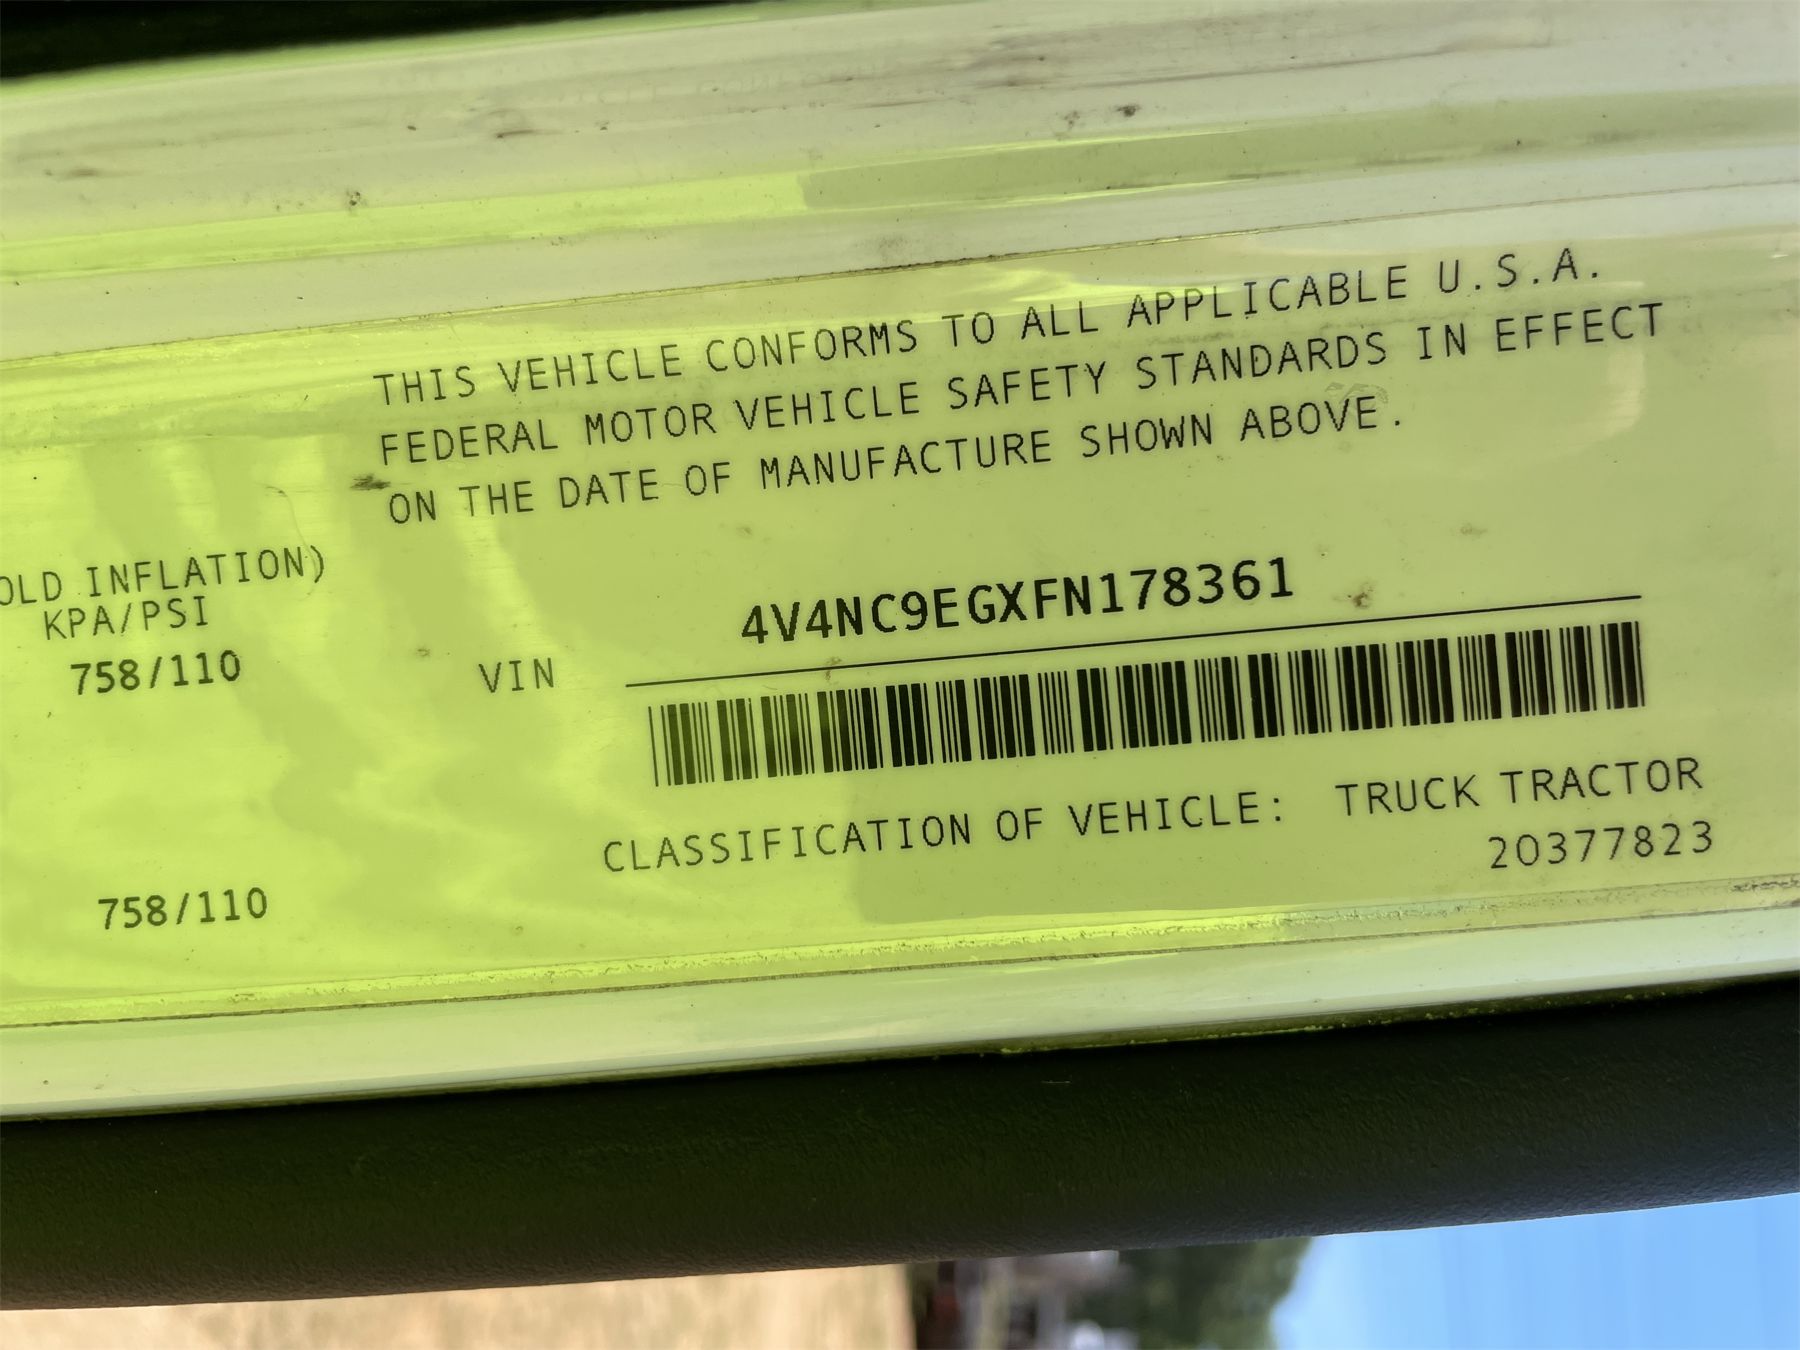 THIS VEHICLE CONFORMS TO ALL APPLICABLE U.S.A.
FEDERAL MOTOR VEHICLE SAFETY STANDARDS IN EFFECT
ON THE DATE OF MANUFACTURE SHOWN ABOVE.
OLD INFLATION)
KPA/PSI
758/110
VIN 4V4NC9EGXFN178361
CLASSIFICATION OF VEHICLE: TRUCK TRACTOR
20377823
758/110